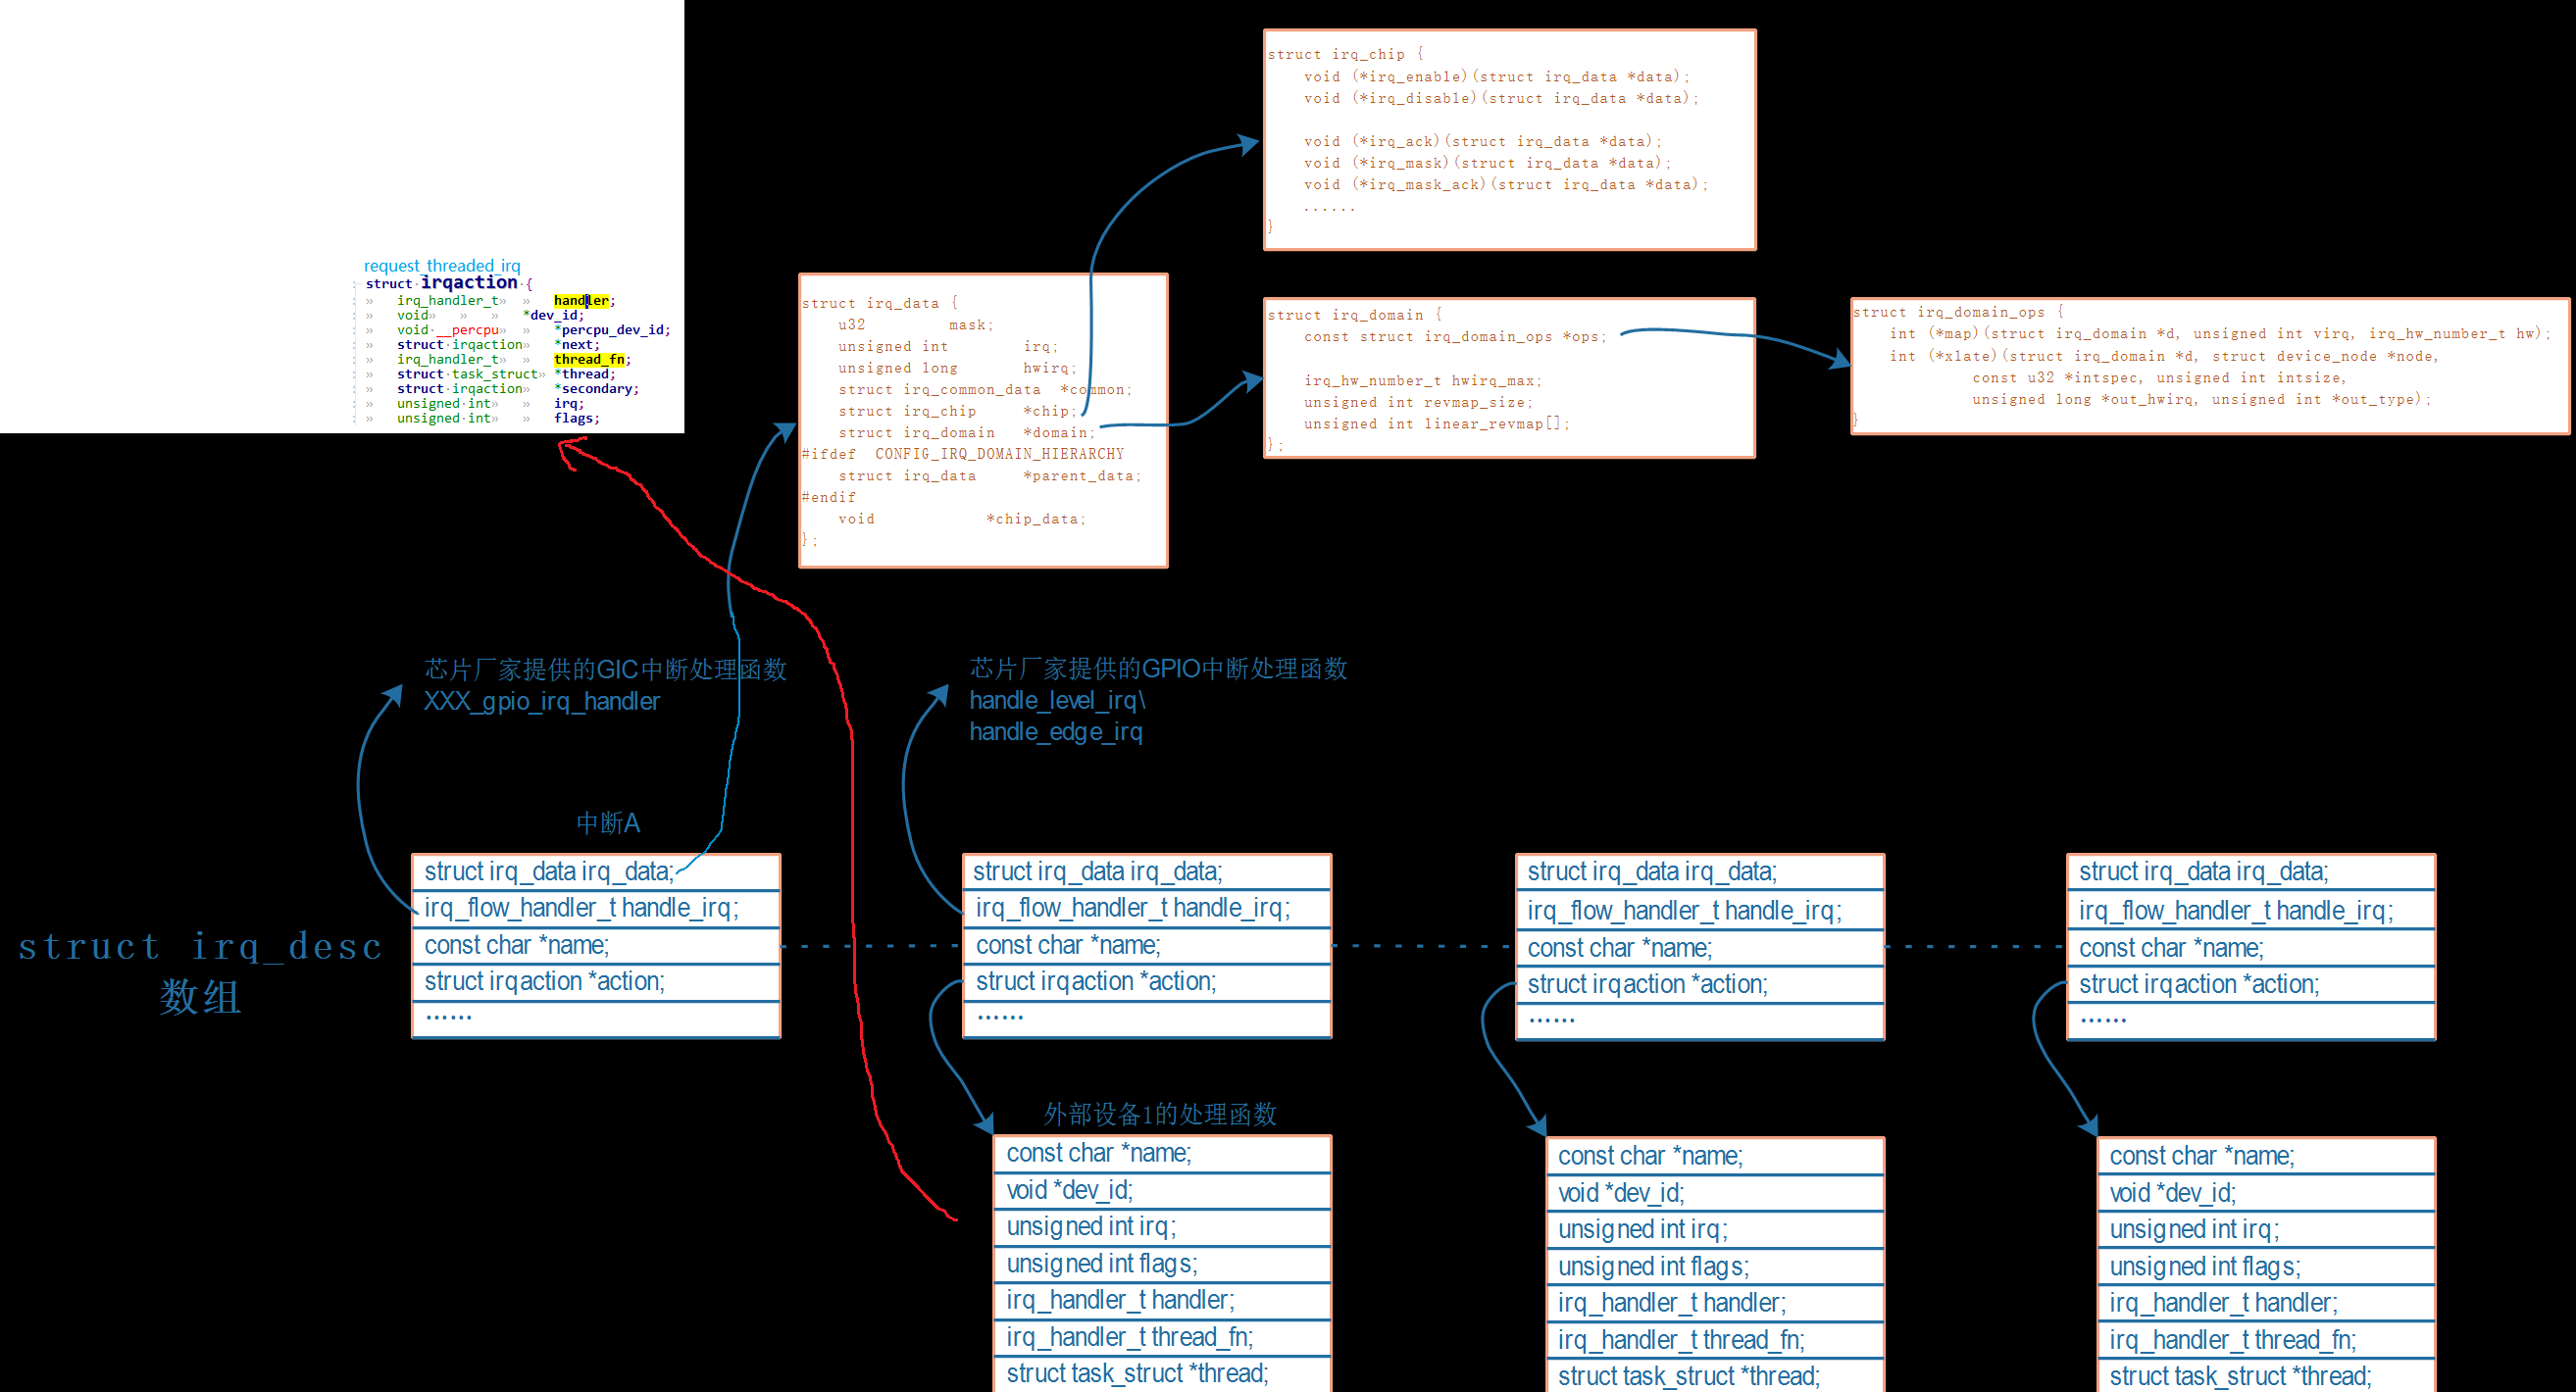 request_threaded_irq
struct irqaction {
irq_handler_t» » handler;
void» » » *dev_id;
void __percpu» » *percpu_dev_id;
struct irqaction» *next;
irq_handler_t» » thread_fn;
struct task_struct» *thread;
struct irqaction» *secondary;
unsigned int» » irq;
unsigned int» » flags;
struct irq_data {
u32 mask;
unsigned int irq;
unsigned long hwirq;
struct irq_common_data *common;
struct irq_chip *chip;
struct irq_domain *domain;
#ifdef CONFIG_IRQ_DOMAIN_HIERARCHY
struct irq_data *parent_data;
#endif
void *chip_data;
};
struct irq_chip {
void (*irq_enable)(struct irq_data *data);
void (*irq_disable)(struct irq_data *data);
void (*irq_ack)(struct irq_data *data);
void (*irq_mask)(struct irq_data *data);
void (*irq_mask_ack)(struct irq_data *data);
......
}
struct irq_domain {
const struct irq_domain_ops *ops;
irq_hw_number_t hwirq_max;
unsigned int revmap_size;
unsigned int linear_revmap[];
};
struct irq_domain_ops {
int (*map)(struct irq_domain *d, unsigned int virq, irq_hw_number_t hw);
int (*xlate)(struct irq_domain *d, struct device_node *node,
const u32 *intspec, unsigned int intsize,
unsigned long *out_hwirq, unsigned int *out_type);
}
芯片厂家提供的GIC中断处理函数
XXX_gpio_irq_handler
芯片厂家提供的GPIO中断处理函数
handle_level_irq\
handle_edge_irq
中断A
struct irq_desc
数组
struct irq_data irq_data;
irq_flow_handler_t handle_irq;
const char *name;
struct irqaction *action;
……
struct irq_data irq_data;
irq_flow_handler_t handle_irq;
const char *name;
struct irqaction *action;
……
struct irq_data irq_data;
irq_flow_handler_t handle_irq;
const char *name;
struct irqaction *action;
……
struct irq_data irq_data;
irq_flow_handler_t handle_irq;
const char *name;
struct irqaction *action;
……
外部设备1的处理函数
const char *name;
void *dev_id;
unsigned int irq;
unsigned int flags;
irq_handler_t handler;
irq_handler_t thread_fn;
struct task_struct *thread;
const char *name;
void *dev_id;
unsigned int irq;
unsigned int flags;
irq_handler_t handler;
irq_handler_t thread_fn;
struct task_struct *thread;
const char *name;
void *dev_id;
unsigned int irq;
unsigned int flags;
irq_handler_t handler;
irq_handler_t thread_fn;
struct task_struct *thread;